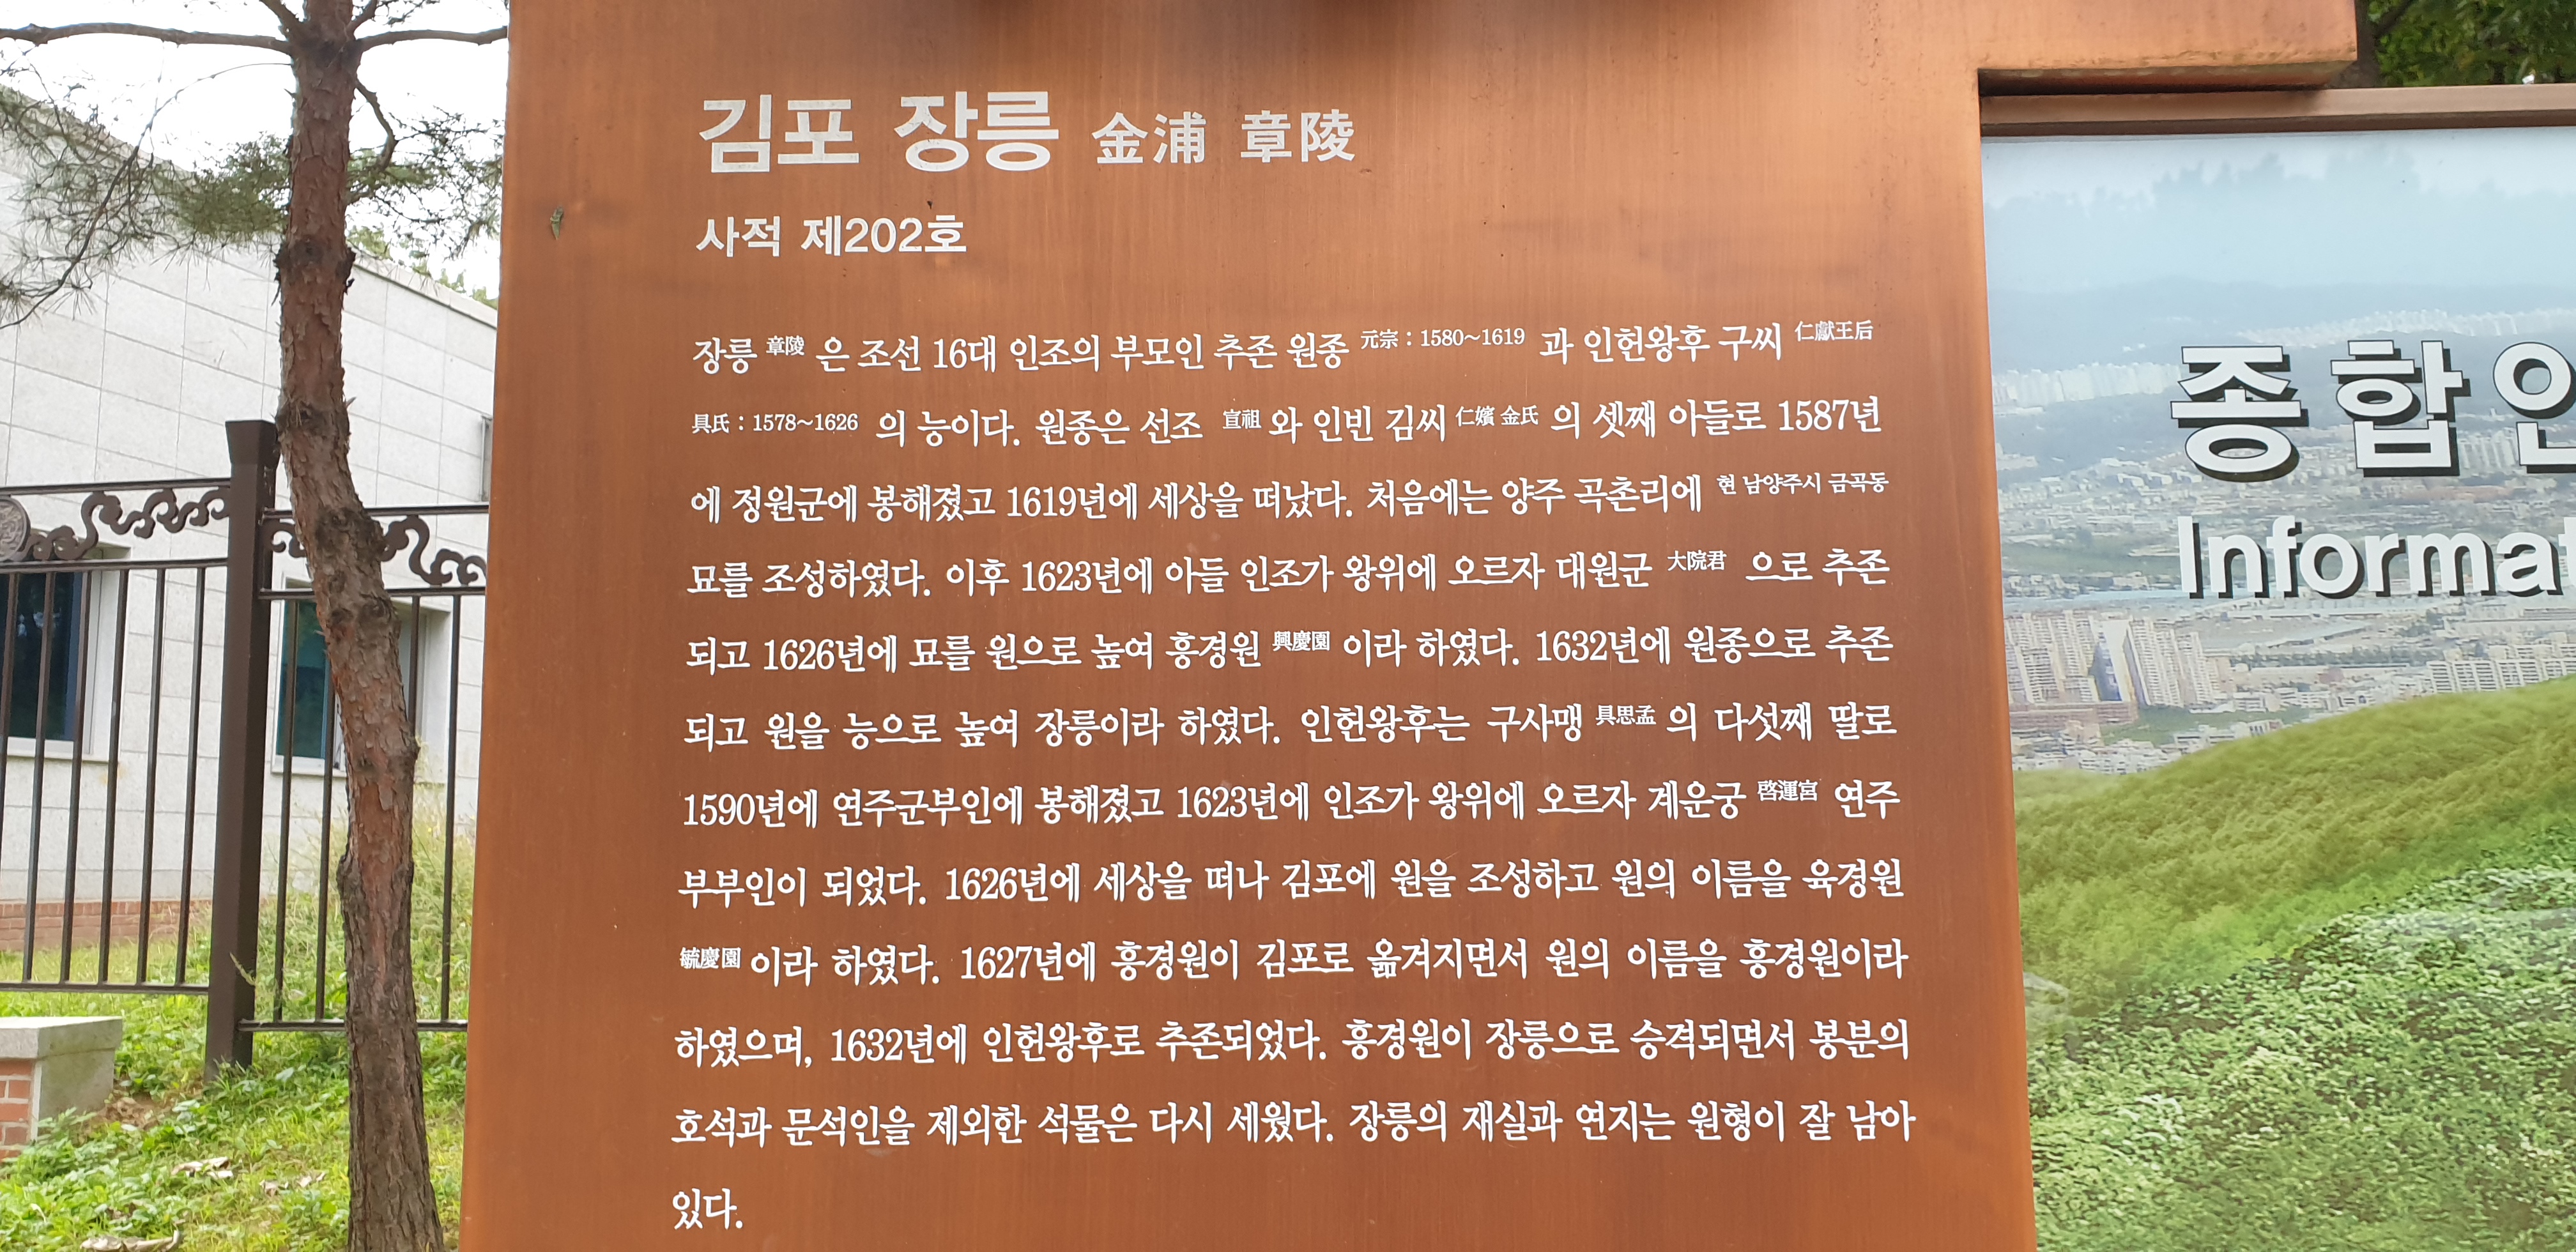 김포 장릉 金浦 章陵
사적 제202호
장릉 章陵 은 조선 16대 인조의 부모인 추존 원종 元宗 : 1580~1619 과 인헌왕후 구씨 仁獻王后
具氏 : 1578~1626 의 능이다. 원종은 선조 宣祖 와 인빈 김씨 仁嬪 金氏 의 셋째 아들로 1587년
에 정원군에 봉해졌고 1619년에 세상을 떠났다. 처음에는 양주 곡촌리에 현 남양주시 금곡동
묘를 조성하였다. 이후 1623년에 아들 인조가 왕위에 오르자 대원군 大院君 으로 추존
되고 1626년에 묘를 원으로 높여 흥경원 興慶園 이라 하였다. 1632년에 원종으로 추존
되고 원을 능으로 높여 장릉이라 하였다. 인헌왕후는 구사맹 具思孟 의 다섯째 딸로
1590년에 연주군부인에 봉해졌고 1623년에 인조가 왕위에 오르자 계운궁 啓運宮 연주
부부인이 되었다. 1626년에 세상을 떠나 김포에 원을 조성하고 원의 이름을 육경원
毓慶園 이라 하였다. 1627년에 흥경원이 김포로 옮겨지면서 원의 이름을 흥경원이라
하였으며, 1632년에 인헌왕후로 추존되었다. 흥경원이 장릉으로 승격되면서 봉분의
호석과 문석인을 제외한 석물은 다시 세웠다. 장릉의 재실과 연지는 원형이 잘 남아
있다.
종합